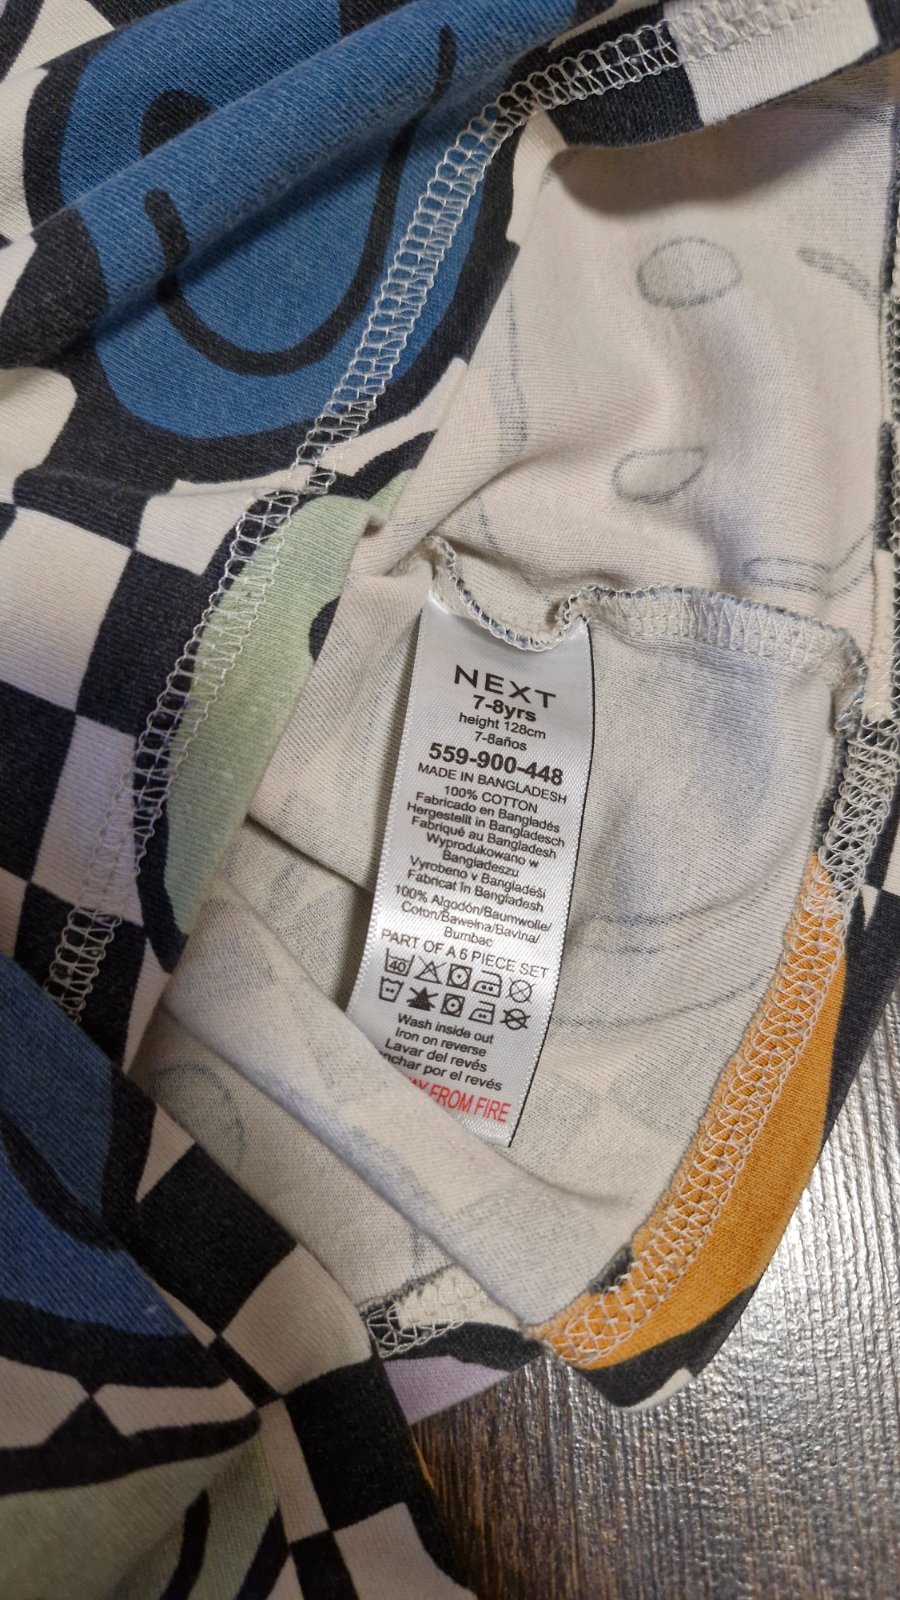 NEXT
7-8yrs
height 128cm
7-8años
559-900-448
MADE IN BANGLADESH
100% COTTON
Fabricado en Bangladés
Hergestellt in Bangladesch
Fabriqué au Bangladesh
Wyprodukowano w
Bangladeszu
Vyrobeno v Bangladéši
Fabricat în Bangladesh
100% Algodón/Baumwolle/
Coton/Bawełna/Bavlna/
Bumbac
PART OF A 6 PIECE SET
40
Wash inside out
Iron on reverse
Lavar del revés
por el revés
FROM FIRE